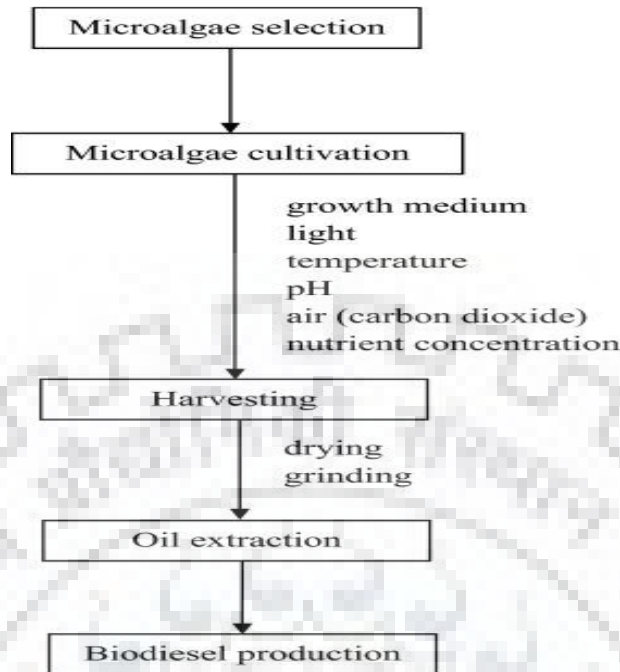 Microalgae selection
Microalgae cultivation
growth medium
light
temperature
pH
air (carbon dioxide)
nutrient concentration
Harvesting
drying
grinding
Oil extraction
Biodiesel production